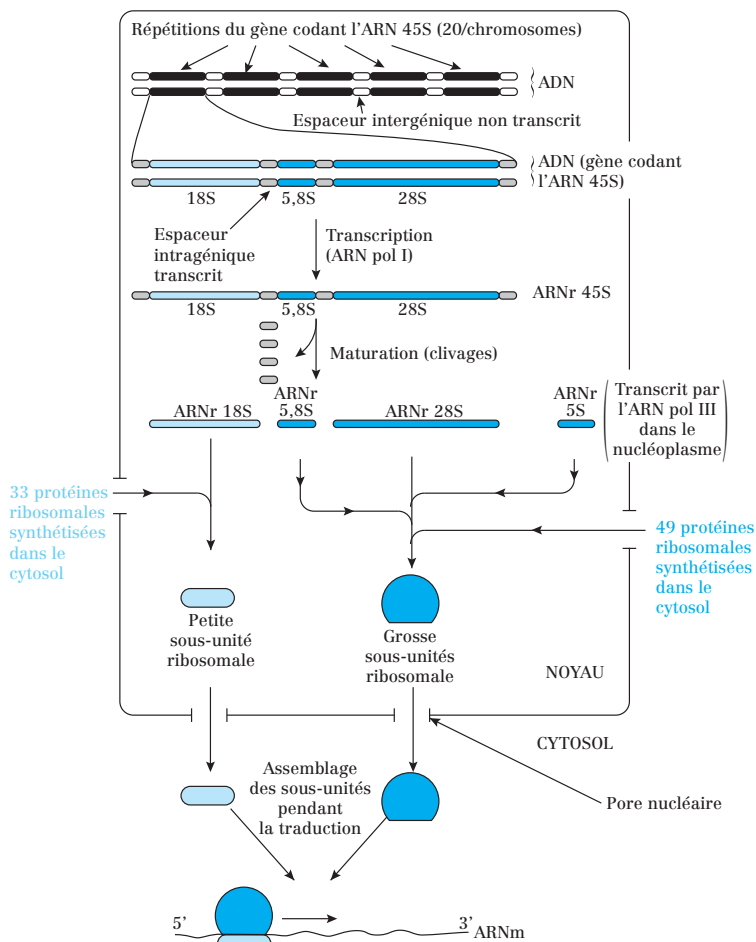 Répétitions du gène codant l'ARN 45S (20/chromosomes)
ADN
Espaceur intergénique non transcrit
ADN (gène codant
l'ARN 45S)
18S
5,8S
28S
Espaceur
intragénique
transcrit
Transcription
(ARN pol I)
ARNr 45S
18S
5,8S
28S
Maturation (clivages)
ARNr 18S
ARNr
5,8S
ARNr 28S
ARNr
5S
Transcrit par
l'ARN pol III
dans le
nucléoplasme
33 protéines
ribosomales
synthétisées
dans le
cytosol
49 protéines
ribosomales
synthétisées
dans le
cytosol
Petite
sous-unité
ribosomale
Grosse
sous-unités
ribosomale
NOYAU
CYTOSOL
Assemblage
des sous-unités
pendant
la traduction
Pore nucléaire
5'
3'
ARNm